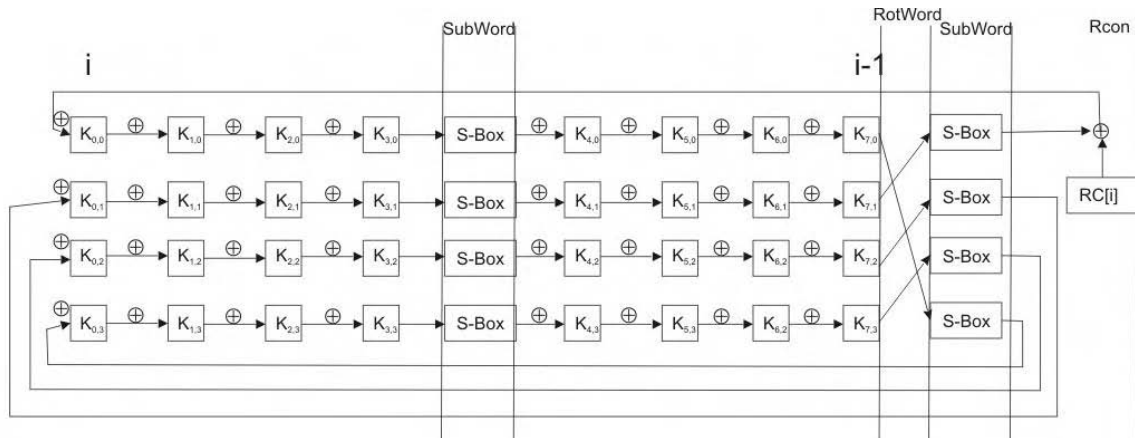 RotWord
SubWord SubWord Rcon
i i-1
K0,0 K1,0 K2,0 K3,0 S-Box K4,0 K5,0 K6,0 K7,0 S-Box
RC[i]
K0,1 K1,1 K2,1 K3,1 S-Box K4,1 K5,1 K6,1 K7,1 S-Box
K0,2 K1,2 K2,2 K3,2 S-Box K4,2 K5,2 K6,2 K7,2 S-Box
K0,3 K1,3 K2,3 K3,3 S-Box K4,3 K5,3 K6,2 K7,3 S-Box